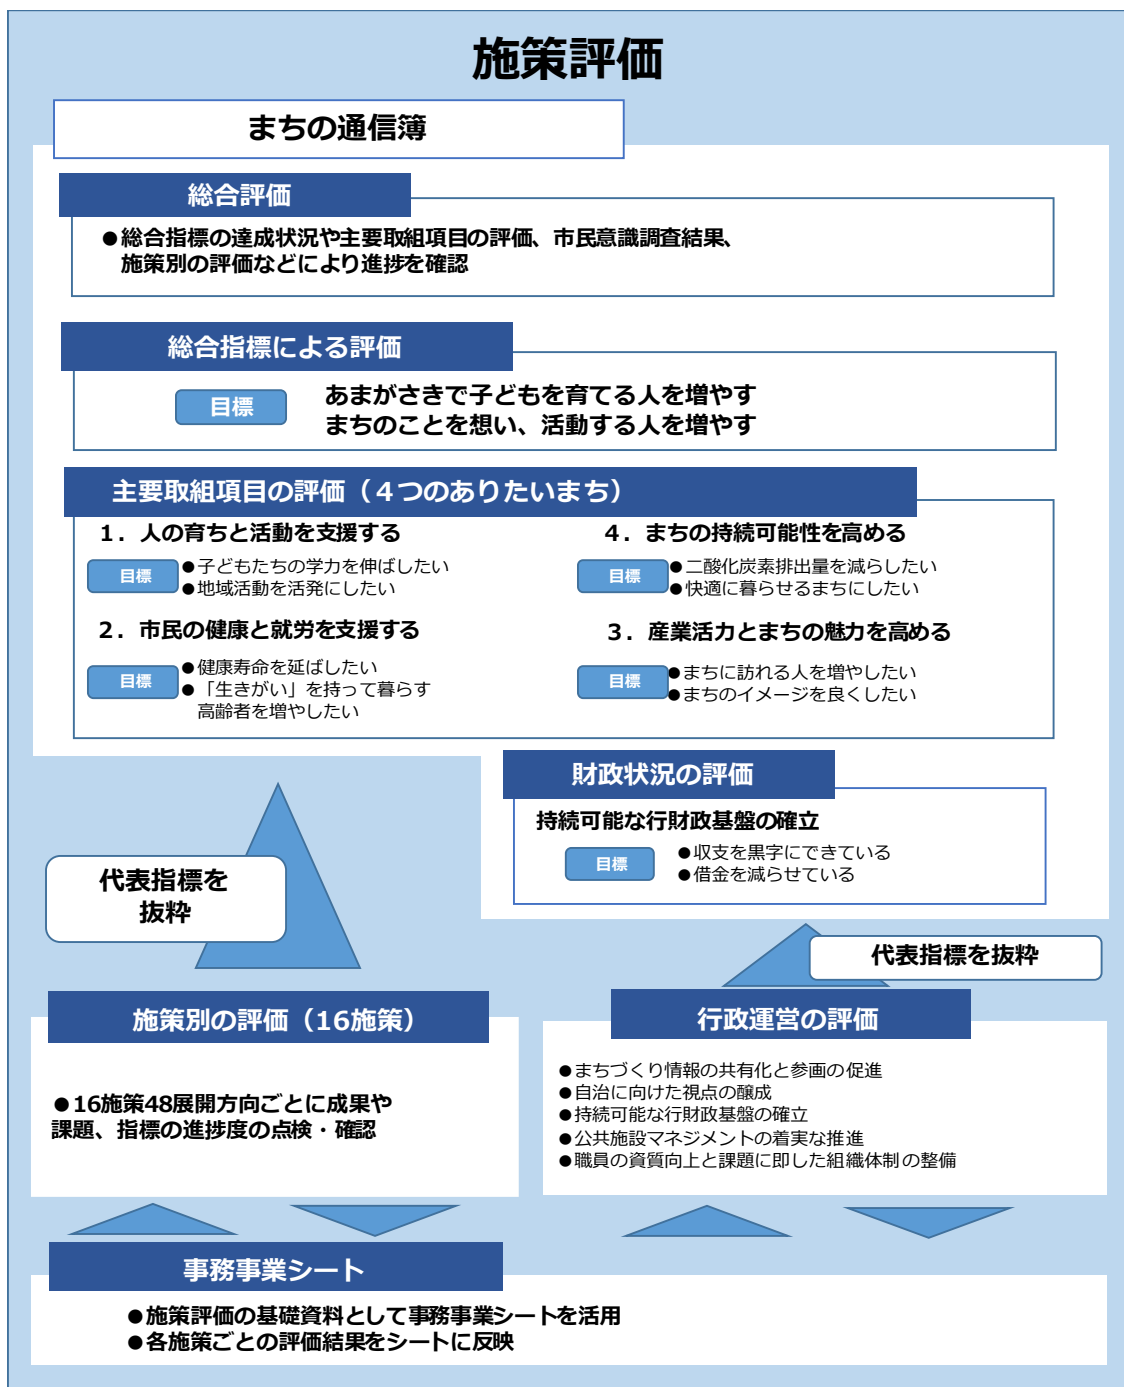 施策評価
まちの通信簿
総合評価
●総合指標の達成状況や主要取組項目の評価、市民意識調査結果、
施策別の評価などにより進捗を確認
総合指標による評価
目標
あまがさきで子どもを育てる人を増やす
まちのことを想い、活動する人を増やす
主要取組項目の評価（４つのありたいまち）
１．人の育ちと活動を支援する
目標
●子どもたちの学力を伸ばしたい
●地域活動を活発にしたい
２．市民の健康と就労を支援する
目標
●健康寿命を延ばしたい
●「生きがい」を持って暮らす
高齢者を増やしたい
４．まちの持続可能性を高める
目標
●二酸化炭素排出量を減らしたい
●快適に暮らせるまちにしたい
３．産業活力とまちの魅力を高める
目標
●まちに訪れる人を増やしたい
●まちのイメージを良くしたい
財政状況の評価
持続可能な行財政基盤の確立
目標
●収支を黒字にできている
●借金を減らせている
代表指標を
抜粋
代表指標を抜粋
施策別の評価（16施策）
●16施策48展開方向ごとに成果や
課題、指標の進捗度の点検・確認
行政運営の評価
●まちづくり情報の共有化と参画の促進
●自治に向けた視点の醸成
●持続可能な行財政基盤の確立
●公共施設マネジメントの着実な推進
●職員の資質向上と課題に即した組織体制の整備
事務事業シート
●施策評価の基礎資料として事務事業シートを活用
●各施策ごとの評価結果をシートに反映